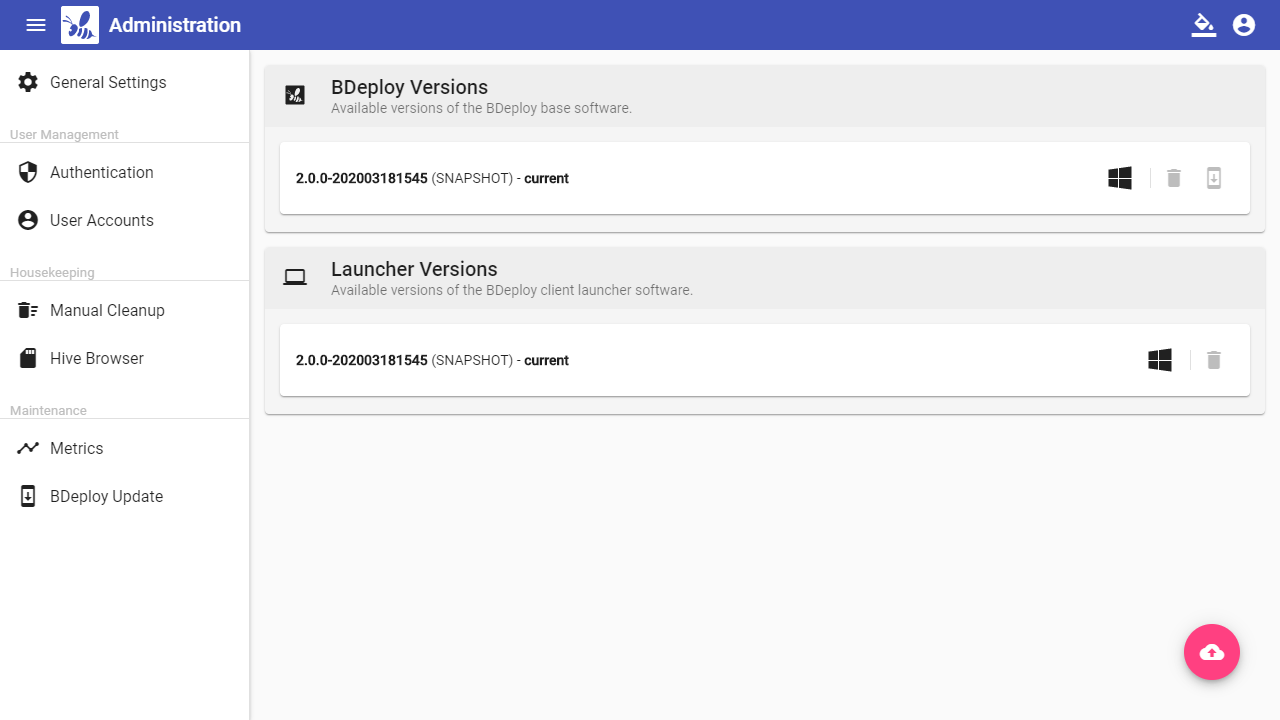 Administration
General Settings
User Management
Authentication
User Accounts
Housekeeping
Manual Cleanup
Hive Browser
Maintenance
Metrics
BDeploy Update
BDeploy Versions
Available versions of the BDeploy base software.
2.0.0-202003181545 (SNAPSHOT) - current
Launcher Versions
Available versions of the BDeploy client launcher software.
2.0.0-202003181545 (SNAPSHOT) - current